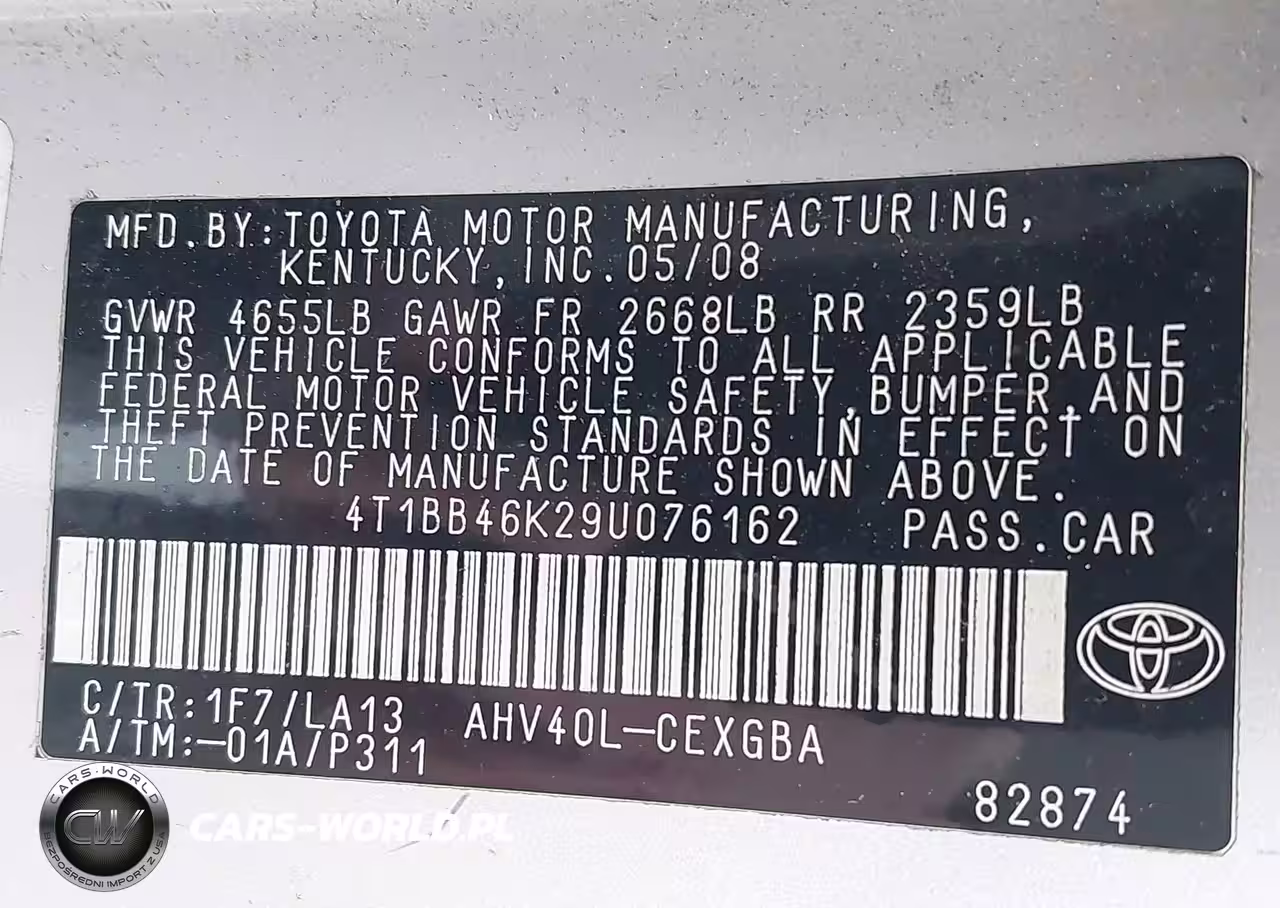 MFD.BY:TOYOTA MOTOR MANUFACTURING,
KENTUCKY, INC. 05/08
GVWR 4655LB GAWR FR 2668LB RR 2359LB
THIS VEHICLE CONFORMS TO ALL APPLICABLE
FEDERAL MOTOR VEHICLE SAFETY,BUMPER,AND
THEFT PREVENTION STANDARDS IN EFFECT ON
THE DATE OF MANUFACTURE SHOWN ABOVE.
4T1BB46K29U076162 PASS.CAR
C/TR:1F7/LA13 AHV40L-CEXGBA
A/TM:-01A/P311
82874
CARS-WORLD
CW
BEZPOŚREDNI IMPORT Z USA
CARS-WORLD.PL